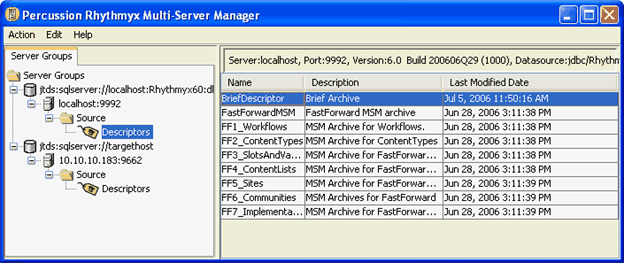 Percussion Rhythmyx Multi-Server Manager
Action Edit Help
Server Groups
Server Groups
jtds:sqlserver://localhost:Rhythmyx60:d
localhost:9992
Source
Descriptors
jtds:sqlserver://targethost
10.10.10.183:9662
Source
Descriptors
Server:localhost, Port:9992, Version:6.0 Build 200606Q29 (1000), Datasource:jdbc/Rhythm
Name Description Last Modified Date
BriefDescriptor Brief Archive Jul 5, 2006 11:50:16 AM
FastForwardMSM FastForward MSM archive Jun 28, 2006 3:11:38 PM
FF1_Workflows MSM Archive for Workflows. Jun 28, 2006 3:11:38 PM
FF2_ContentTypes MSM Archive for ContentTypes Jun 28, 2006 3:11:38 PM
FF3_SlotsAndVa... MSM Archive for FastForwar... Jun 28, 2006 3:11:38 PM
FF4_ContentLists MSM Archive for FastForwar... Jun 28, 2006 3:11:38 PM
FF5_Sites MSM Archive for FastForwar... Jun 28, 2006 3:11:39 PM
FF6_Communities MSM Archives for FastForward Jun 28, 2006 3:11:39 PM
FF7_Implementa... MSM Archive for FastForwar... Jun 28, 2006 3:11:39 PM